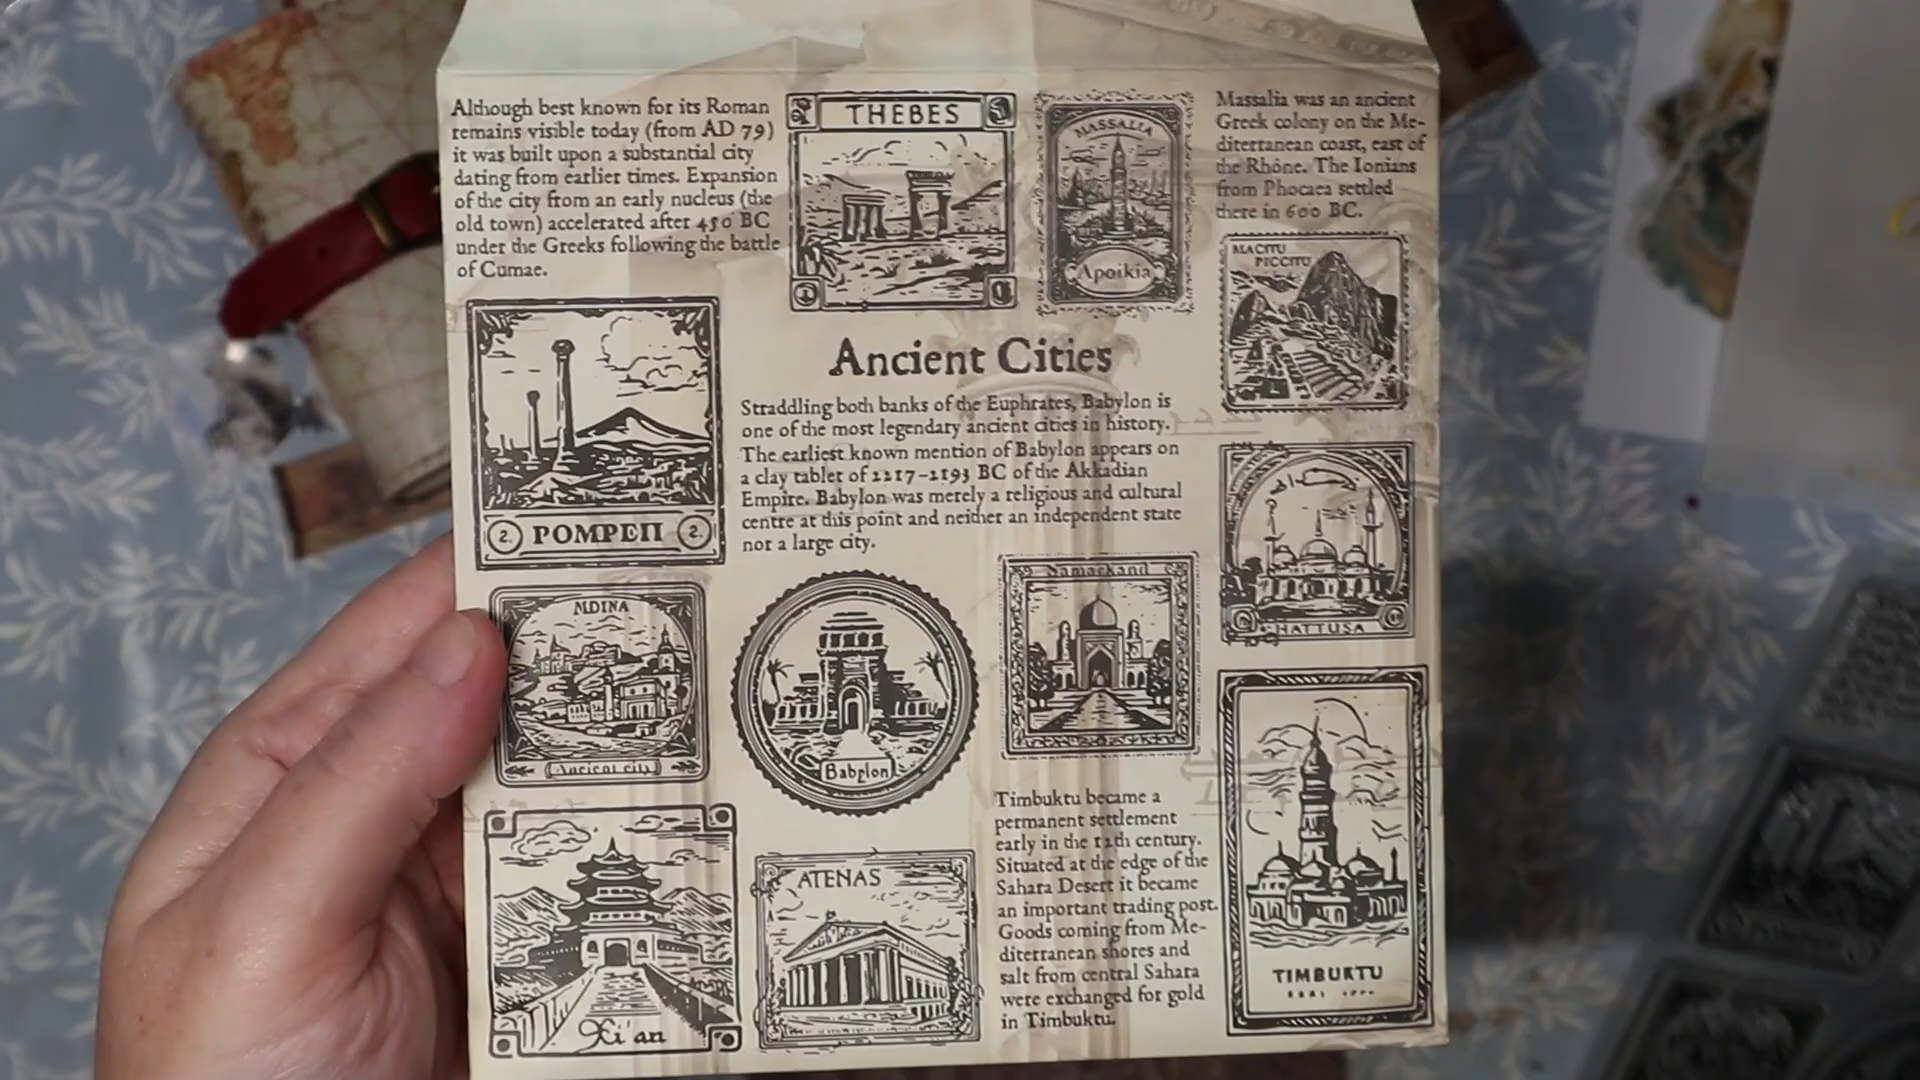 Although best known for its Roman
remains visible today (from AD 79)
it was built upon a substantial city
dating from earlier times. Expansion
of the city from an early nucleus (the
old town) accelerated after 450 BC
under the Greeks following the battle
of Cumae.
THEBES
MASSALIA
Apoikia
Massalia was an ancient
Greek colony on the Me-
diterranean coast, east of
the Rhône. The Ionians
from Phocaea settled
there in 600 BC.
MACITU
PICCITU
2. POMPEII 2.
Ancient Cities
Straddling both banks of the Euphrates, Babylon is
one of the most legendary ancient cities in history.
The earliest known mention of Babylon appears on
a clay tablet of 2217–2193 BC of the Akkadian
Empire. Babylon was merely a religious and cultural
centre at this point and neither an independent state
nor a large city.
HATTUSA
MDINA
Ancient city
Babylon
Samarkand
Xi'an
ATENAS
Timbuktu became a
permanent settlement
early in the 12th century.
Situated at the edge of the
Sahara Desert it became
an important trading post.
Goods coming from Me-
diterranean shores and
salt from central Sahara
were exchanged for gold
in Timbuktu.
TIMBUKTU